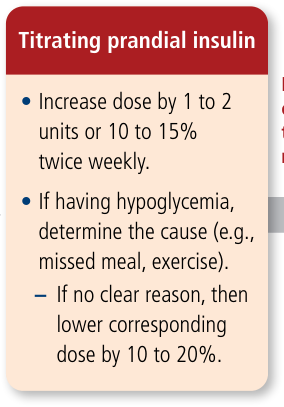 Titrating prandial insulin
• Increase dose by 1 to 2
units or 10 to 15%
twice weekly.
• If having hypoglycemia,
determine the cause (e.g.,
missed meal, exercise).
– If no clear reason, then
lower corresponding
dose by 10 to 20%.